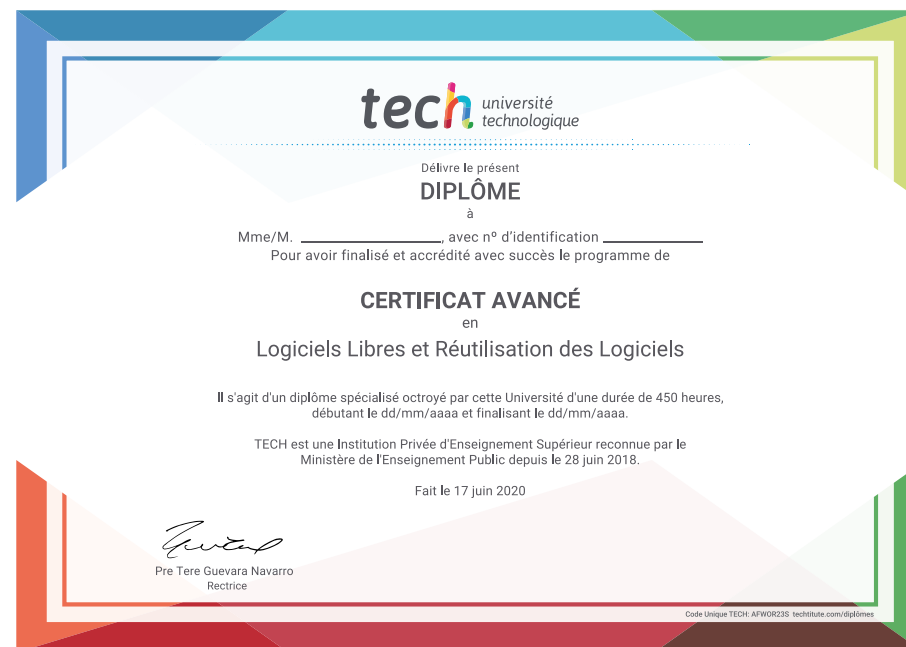 tech université
technologique
Délivre le présent
DIPLÔME
à
Mme/M. ____________________, avec nº d'identification ______________
Pour avoir finalisé et accrédité avec succès le programme de
CERTIFICAT AVANCÉ
en
Logiciels Libres et Réutilisation des Logiciels
Il s'agit d'un diplôme spécialisé octroyé par cette Université d'une durée de 450 heures,
débutant le dd/mm/aaaa et finalisant le dd/mm/aaaa.
TECH est une Institution Privée d'Enseignement Supérieur reconnue par le
Ministère de l'Enseignement Public depuis le 28 juin 2018.
Fait le 17 juin 2020
Pre Tere Guevara Navarro
Rectrice
Code Unique TECH: AFWOR23S techtitute.com/diplômes